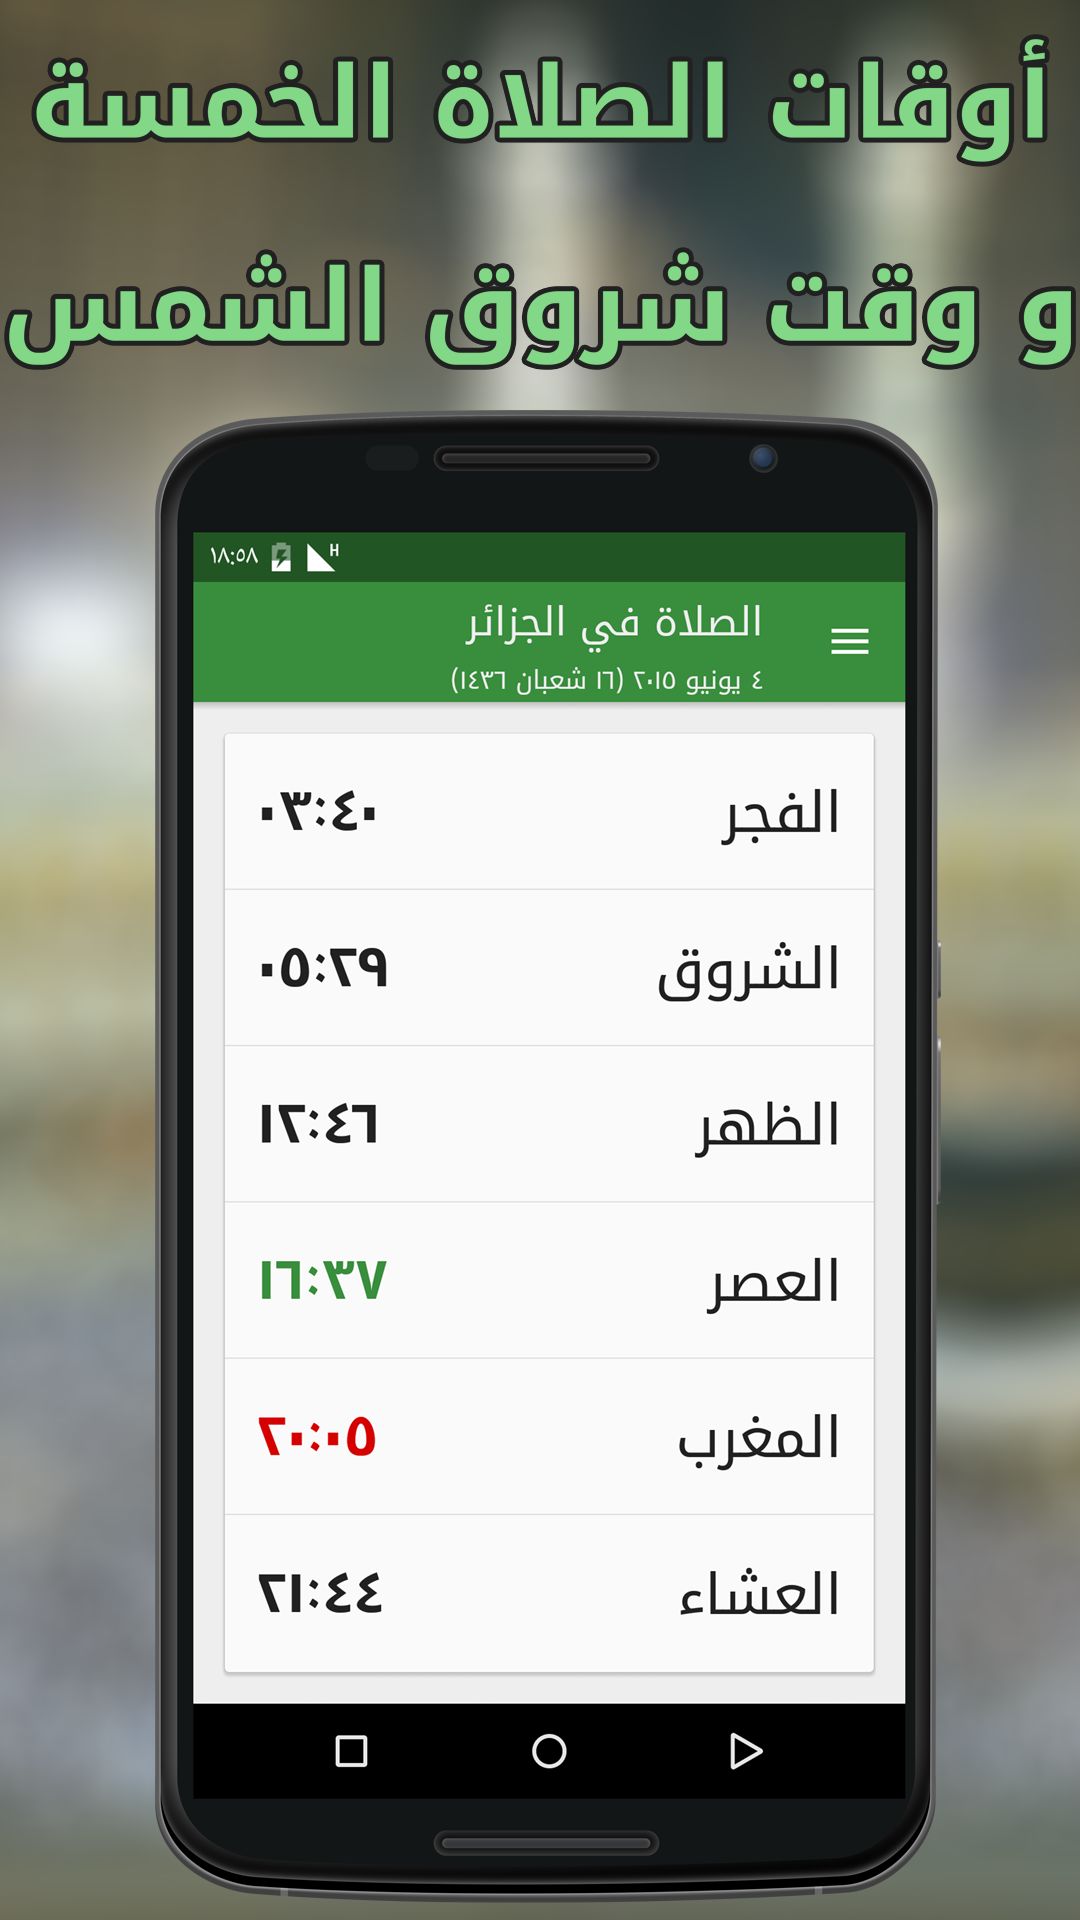 أوقات الصلاة الخمسة
و وقت شروق الشمس
١٨:٥٨ H
الصلاة في الجزائر
٤ يونيو ٢٠١٥ (١٦ شعبان ١٤٣٦)
الفجر ٠٣:٤٠
الشروق ٠٥:٢٩
الظهر ١٢:٤٦
العصر ١٦:٣٧
المغرب ٢٠:٠٥
العشاء ٢١:٤٤